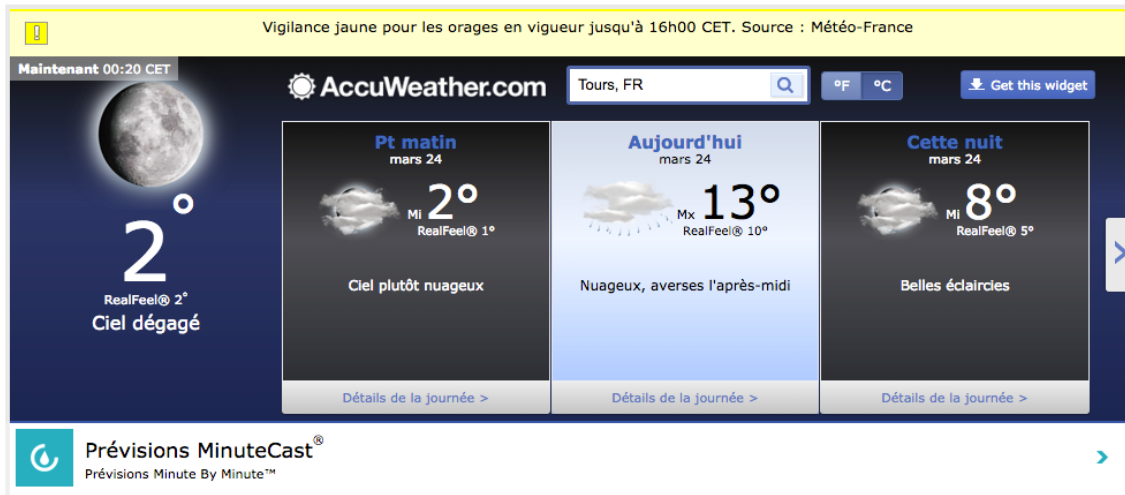 Vigilance jaune pour les orages en vigueur jusqu'à 16h00 CET. Source : Météo-France
Maintenant 00:20 CET
AccuWeather.com
Tours, FR
°F
°C
Get this widget
2°
RealFeel® 2°
Ciel dégagé
Pt matin
mars 24
Mi 2°
RealFeel® 1°
Ciel plutôt nuageux
Détails de la journée >
Aujourd'hui
mars 24
Mx 13°
RealFeel® 10°
Nuageux, averses l'après-midi
Détails de la journée >
Cette nuit
mars 24
Mi 8°
RealFeel® 5°
Belles éclaircies
Détails de la journée >
Prévisions MinuteCast®
Prévisions Minute By Minute™